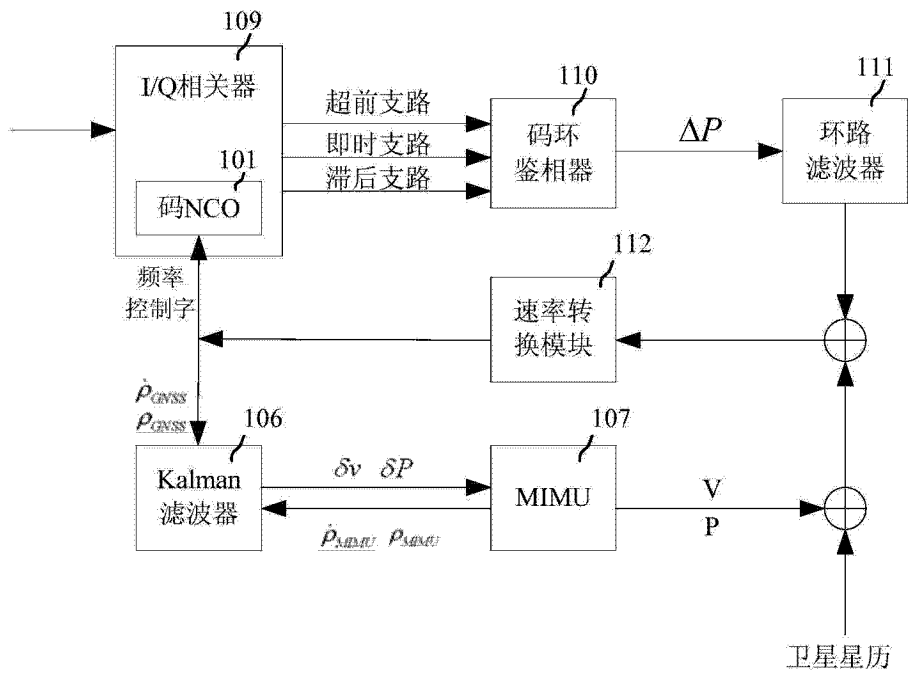 109
I/Q相关器
101
码NCO
超前支路
即时支路
滞后支路
110
码环
鉴相器
ΔP
111
环路
滤波器
频率
控制字
112
速率转
换模块
ρ̇GNSS
ρGNSS
106
Kalman
滤波器
δv δP
ρ̇MIMU ρMIMU
107
MIMU
V
P
卫星星历